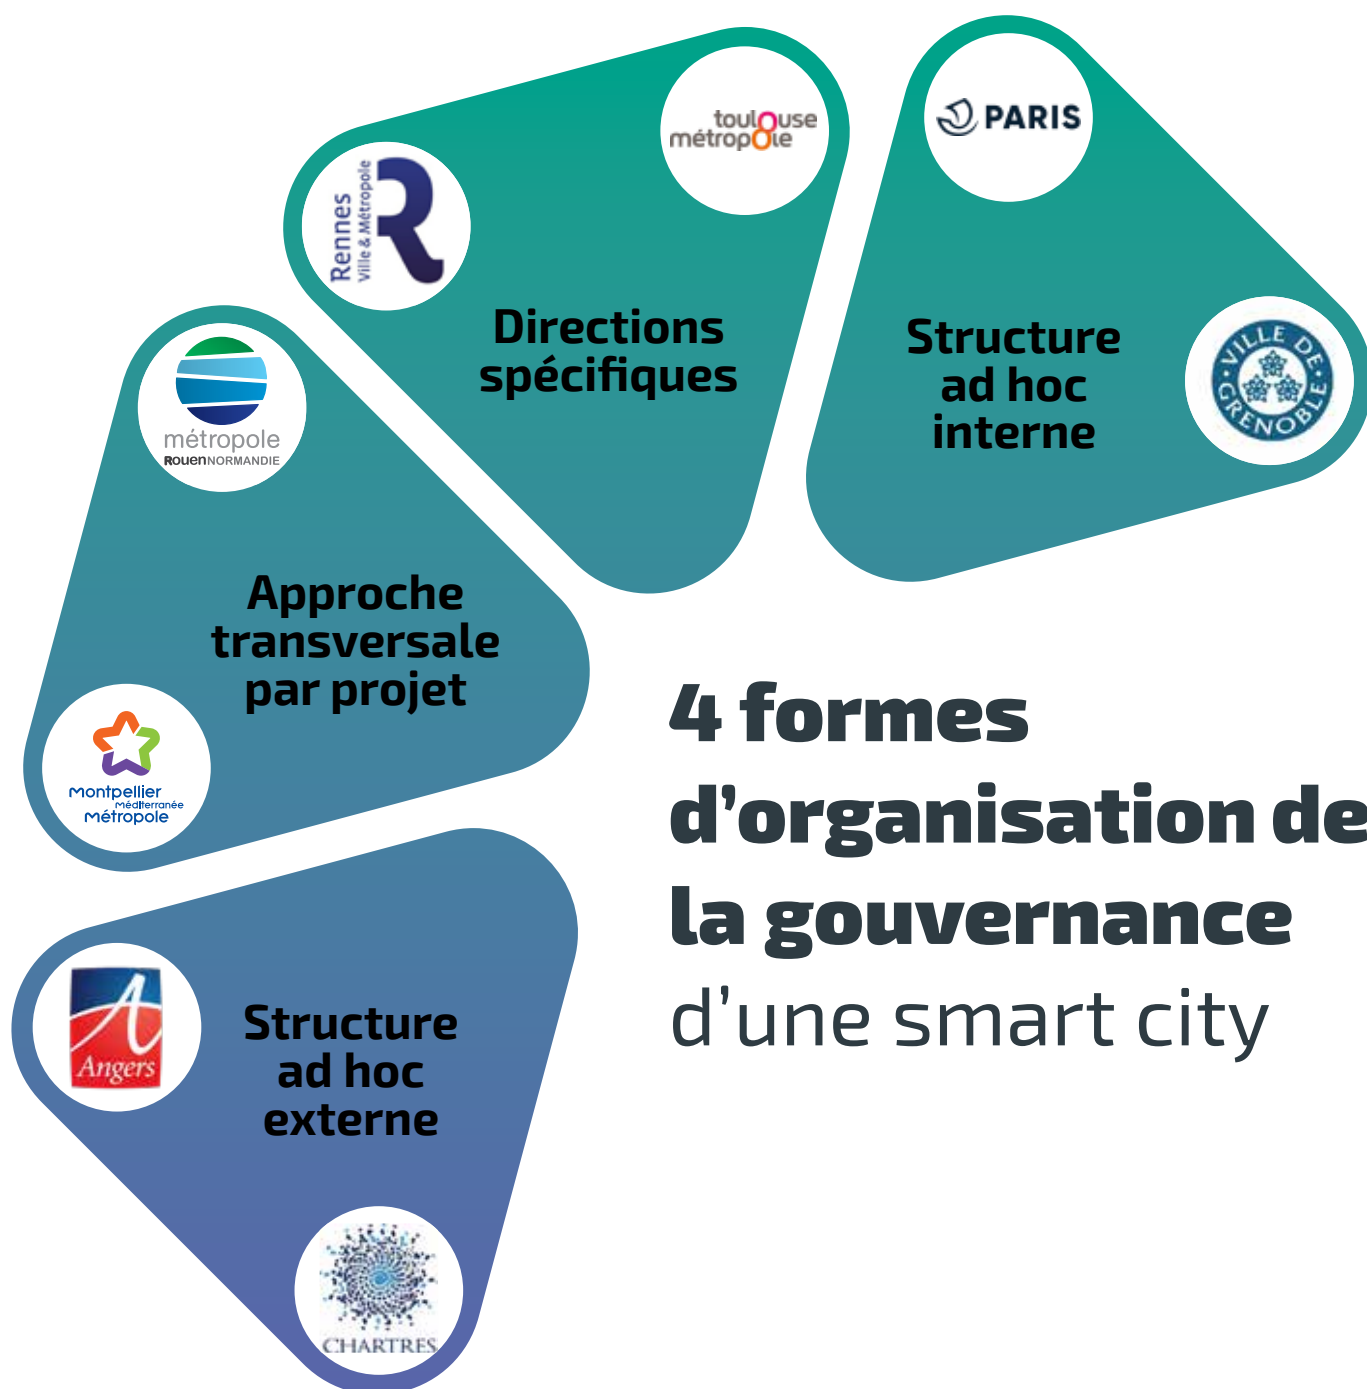 toulouse
métropole
PARIS
Rennes
Ville & Métropole
Directions
spécifiques
Structure
ad hoc
interne
VILLE DE
GRENOBLE
métropole
ROUENNORMANDIE
Approche
transversale
par projet
montpellier
méditerranée
métropole
4 formes
d’organisation de
la gouvernance
d’une smart city
Angers
Structure
ad hoc
externe
CHARTRES